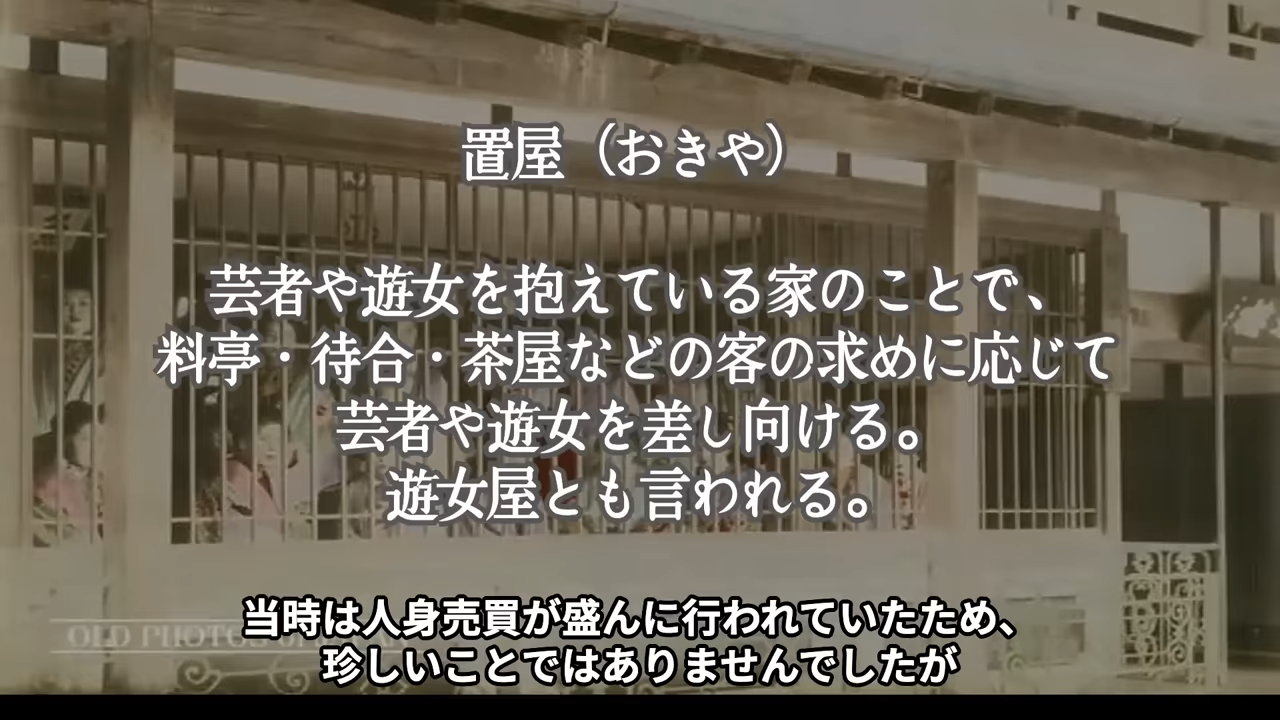 置屋（おきや）
芸者や遊女を抱えている家のことで、
料亭・待合・茶屋などの客の求めに応じて
芸者や遊女を差し向ける。
遊女屋とも言われる。
当時は人身売買が盛んに行われていたため、
珍しいことではありませんでしたが
OLD PHOTOS